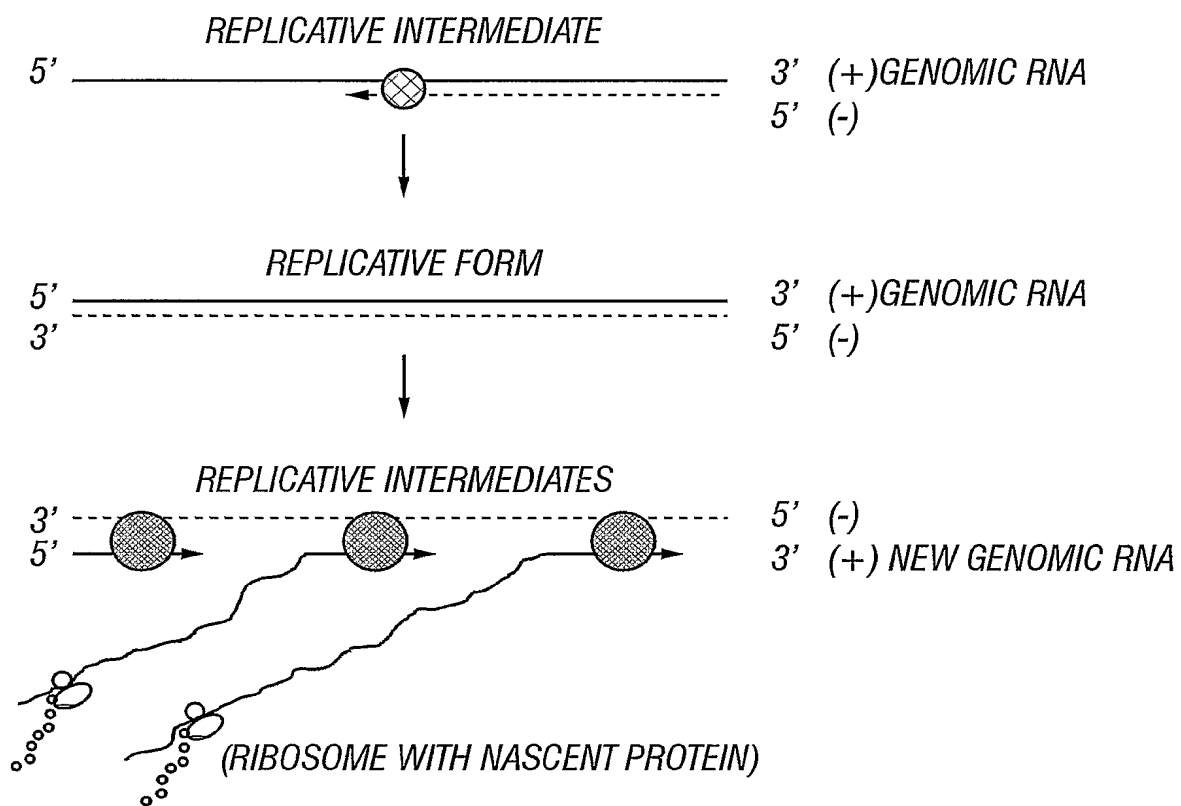 REPLICATIVE INTERMEDIATE
5' 3' (+)GENOMIC RNA
5' (-)
REPLICATIVE FORM
5' 3' (+)GENOMIC RNA
3' 5' (-)
REPLICATIVE INTERMEDIATES
3' 5' (-)
5' 3' (+) NEW GENOMIC RNA
(RIBOSOME WITH NASCENT PROTEIN)